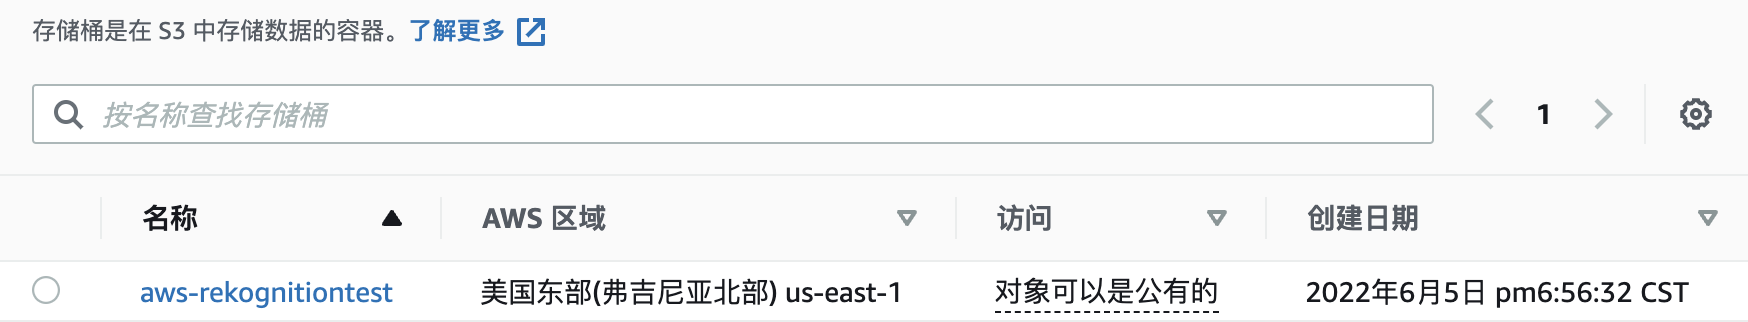 存储桶是在 S3 中存储数据的容器。了解更多
按名称查找存储桶
1
名称 AWS 区域 访问 创建日期
aws-rekognitiontest 美国东部(弗吉尼亚北部) us-east-1 对象可以是公有的 2022年6月5日 pm6:56:32 CST